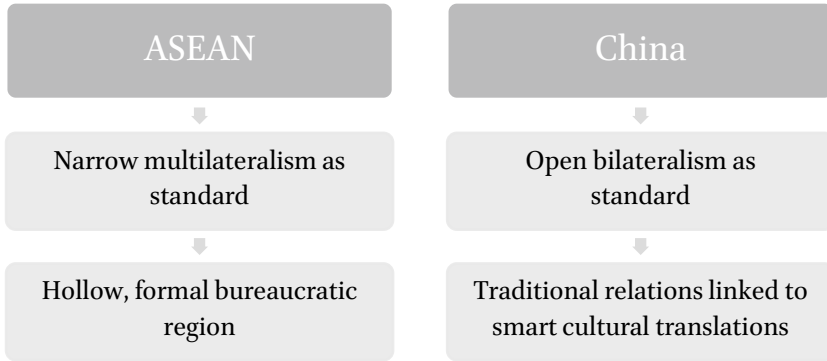 ASEAN
Narrow multilateralism as
standard
Hollow, formal bureaucratic
region
China
Open bilateralism as
standard
Traditional relations linked to
smart cultural translations